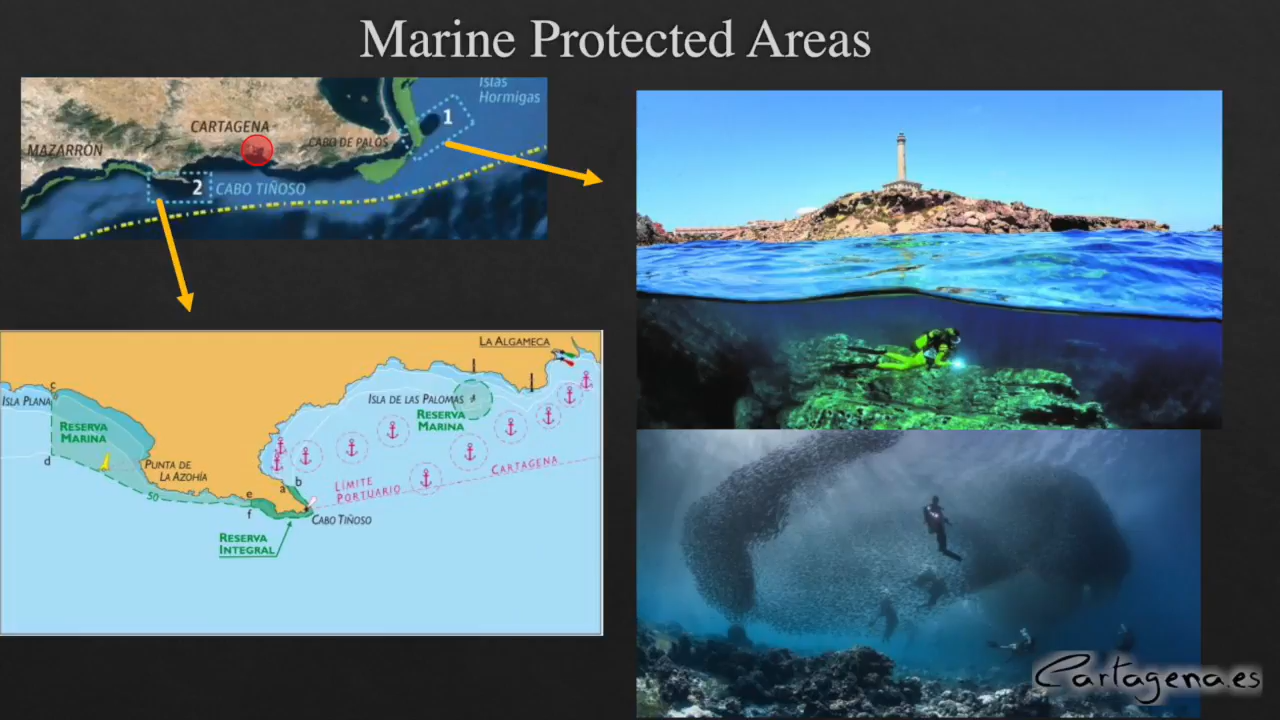 Marine Protected Areas
Islas
Hormigas
1
CARTAGENA
CABO DE PALOS
MAZARRÓN
2
CABO TIÑOSO
LA ALGAMECA
c
ISLA PLANA
ISLA DE LAS PALOMAS
RESERVA
MARINA
RESERVA
MARINA
d
PUNTA DE
LA AZOHÍA
50
e
f
a
b
LÍMITE
PORTUARIO
CARTAGENA
CABO TIÑOSO
RESERVA
INTEGRAL
Cartagena.es